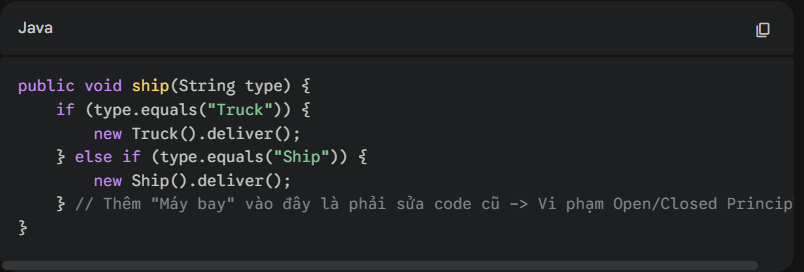 Java
public void ship(String type) {
    if (type.equals("Truck")) {
        new Truck().deliver();
    } else if (type.equals("Ship")) {
        new Ship().deliver();
    } // Thêm "Máy bay" vào đây là phải sửa code cũ -> Vi phạm Open/Closed Princip
}